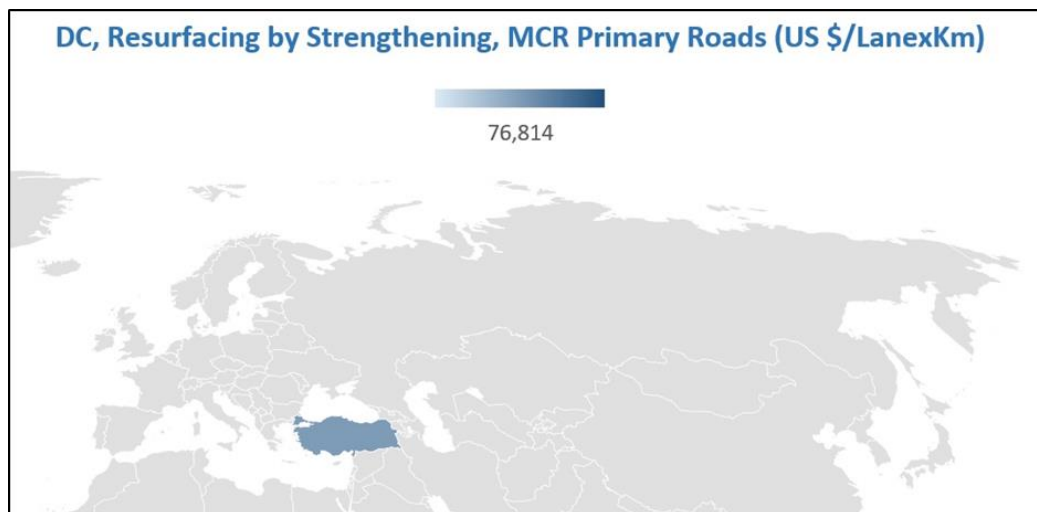 DC, Resurfacing by Strengthening, MCR Primary Roads (US $/LanexKm)
76,814